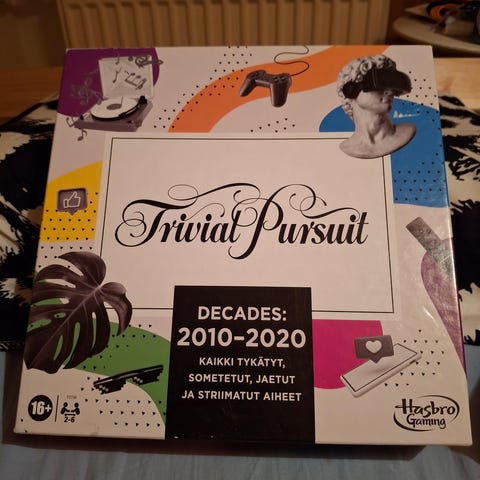 Trivial Pursuit
DECADES:
2010–2020
KAIKKI TYKÄTYT,
SOMETETUT, JAETUT
JA STRIIMATUT AIHEET
16+
2-6
Hasbro
Gaming